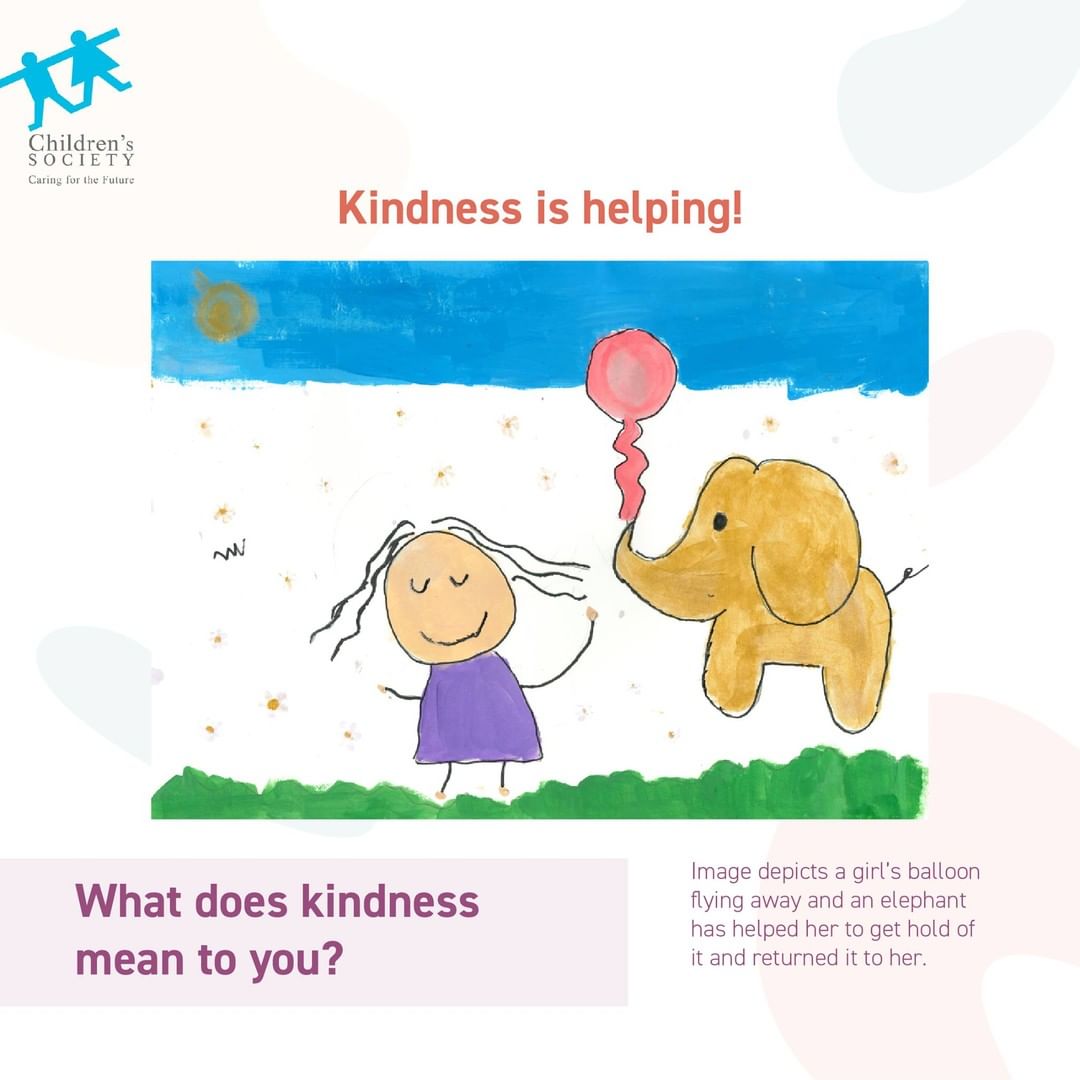 Children's
SOCIETY
Caring for the Future
Kindness is helping!
What does kindness
mean to you?
Image depicts a girl's balloon
flying away and an elephant
has helped her to get hold of
it and returned it to her.